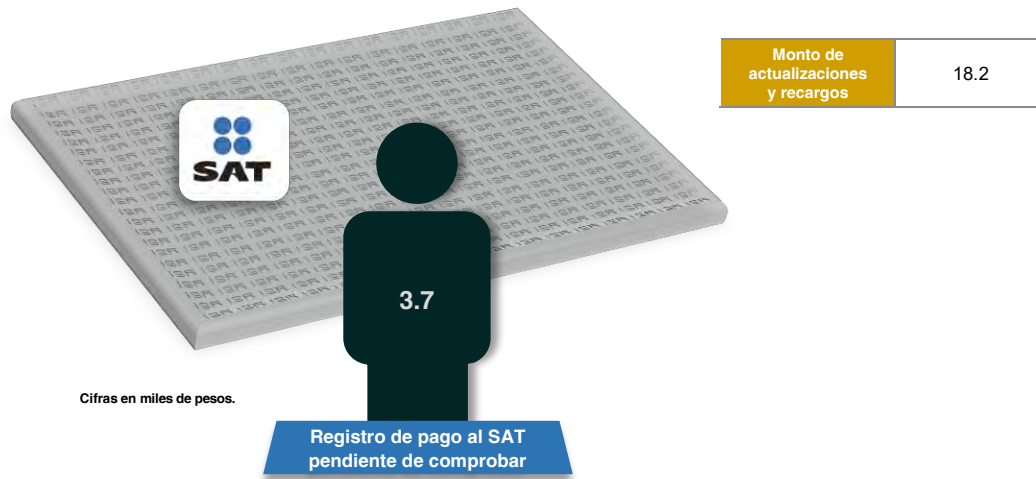 Monto de
actualizaciones
y recargos
18.2
SAT
3.7
Cifras en miles de pesos.
Registro de pago al SAT
pendiente de comprobar